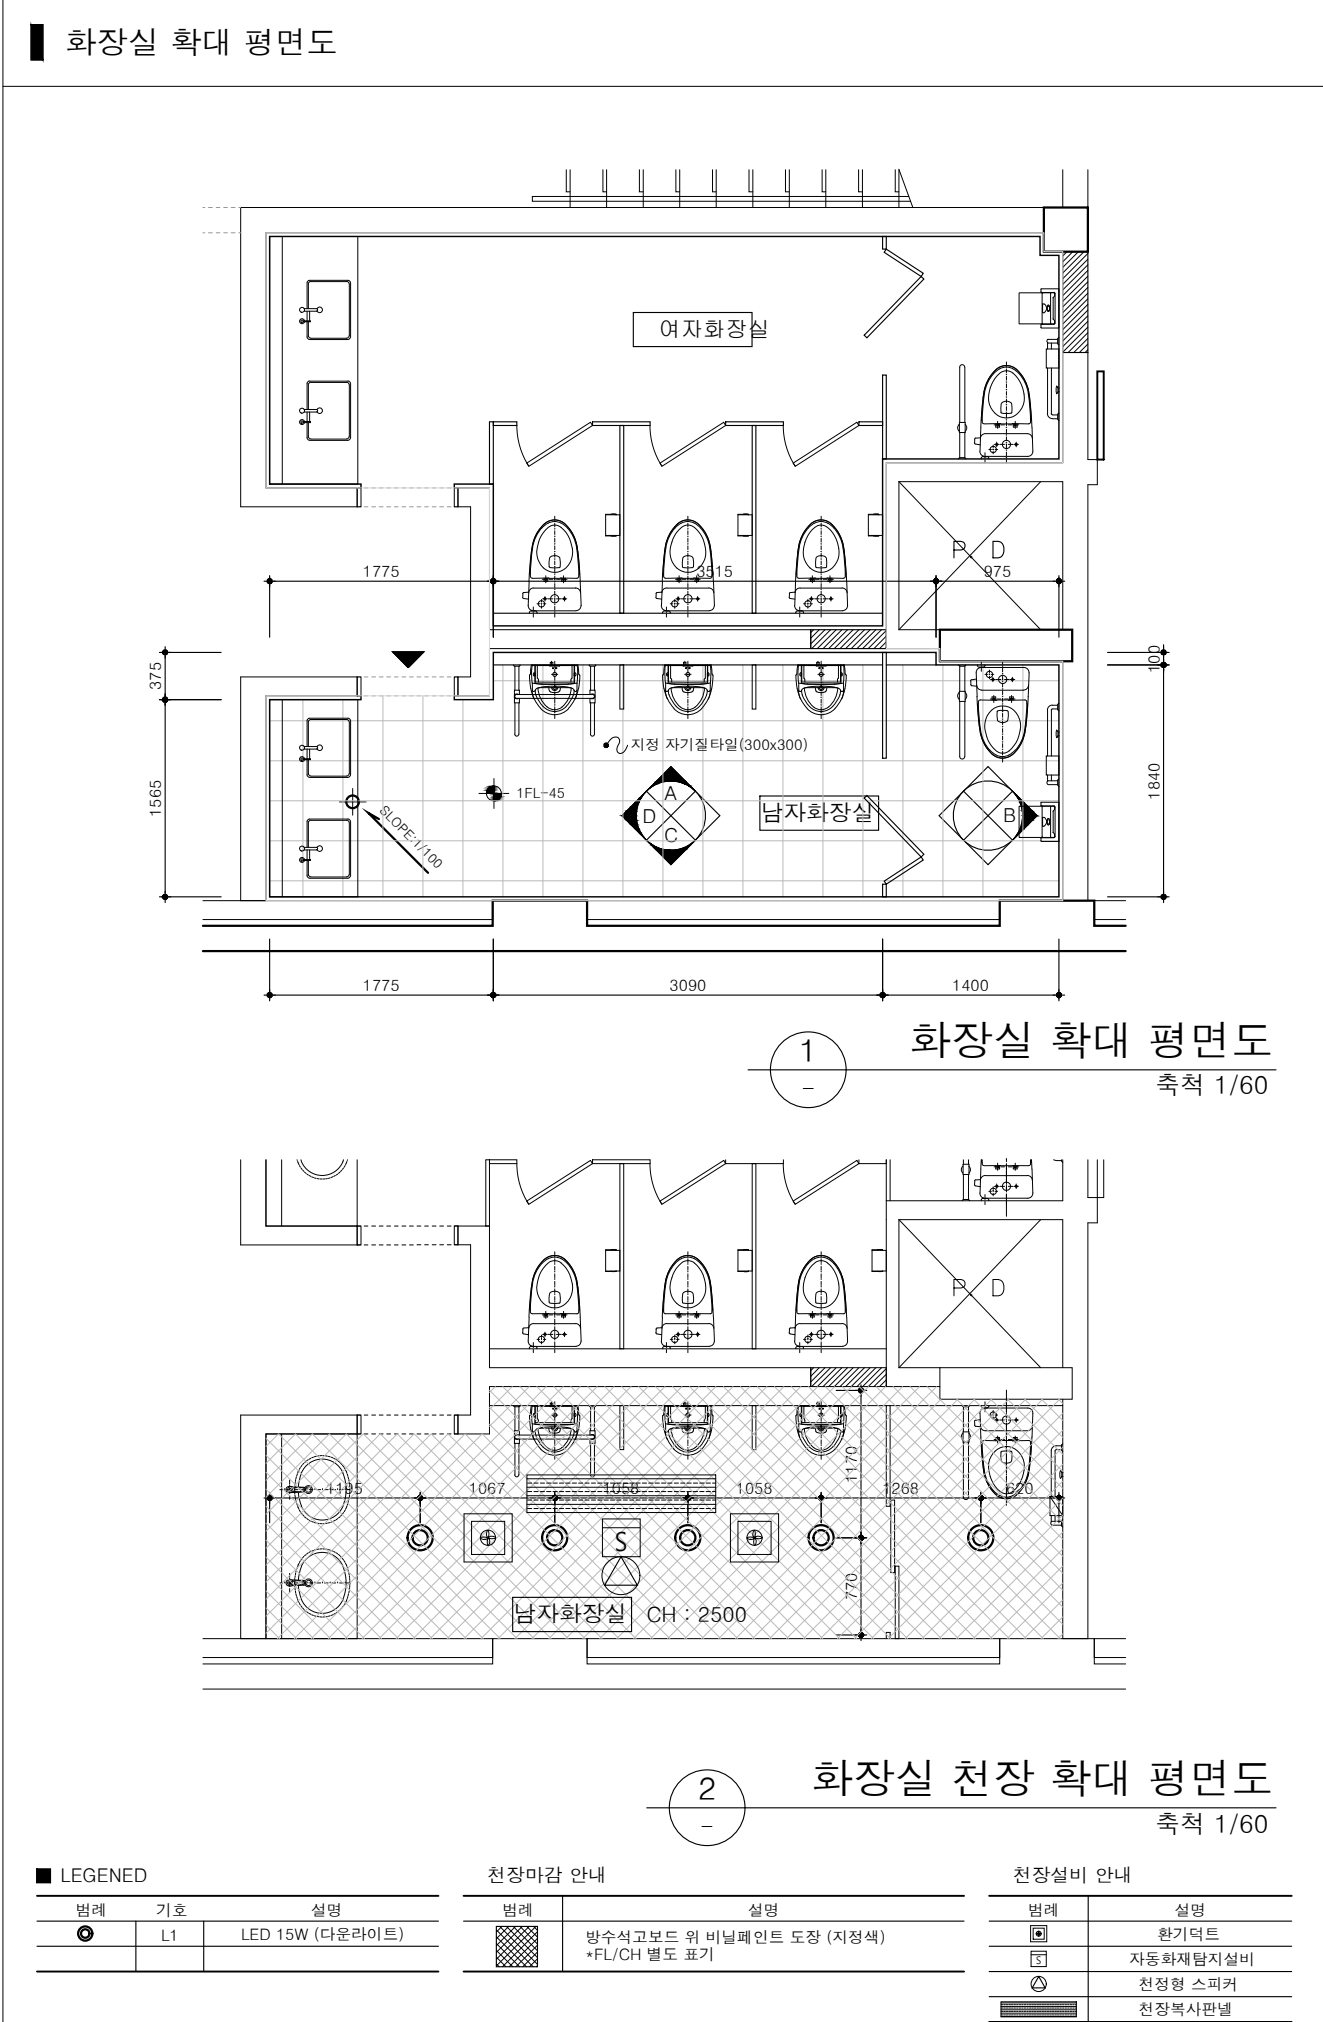 화장실 확대 평면도
여자화장실
P. D
1775
3515
975
375
100
지정 자기질타일(300x300)
1FL-45
A
D
C
B
남자화장실
SLOPE:1/100
1565
1840
1775
3090
1400
1
-
화장실 확대 평면도
축척 1/60
P. D
1170
1195
1067
1058
1058
1268
620
S
770
남자화장실
CH : 2500
2
-
화장실 천장 확대 평면도
축척 1/60
LEGENED
범례 기호 설명
L1 LED 15W (다운라이트)
천장마감 안내
범례 설명
방수석고보드 위 비닐페인트 도장 (지정색)
*FL/CH 별도 표기
천장설비 안내
범례 설명
환기덕트
S 자동화재탐지설비
천정형 스피커
천장복사판넬